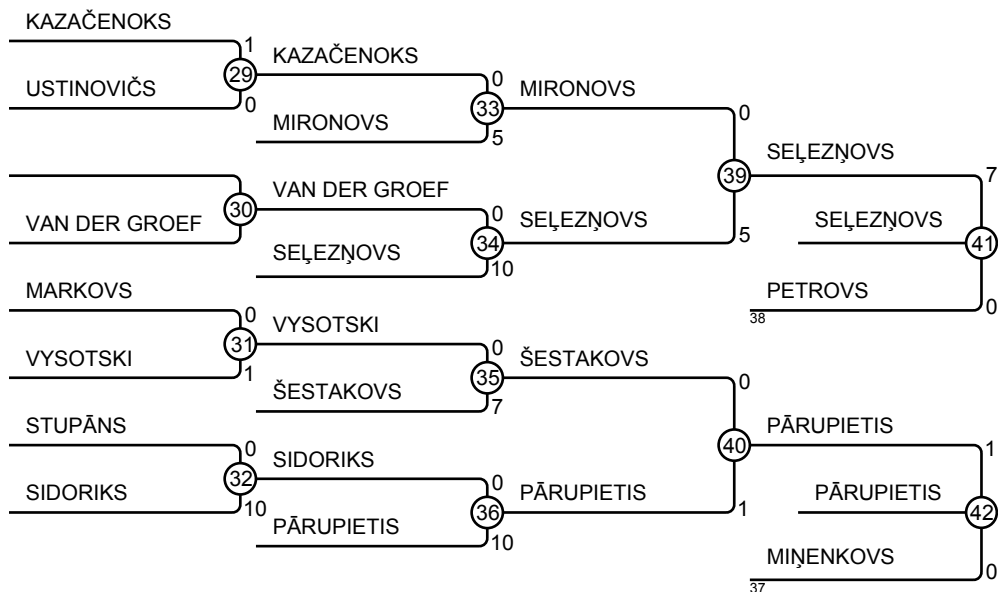 KAZAČENOKS
1
KAZAČENOKS
29
USTINOVIČS
0
0
MIRONOVS
33
MIRONOVS
5
0
SEĻEZŅOVS
39
7
30
VAN DER GROEF
VAN DER GROEF
0
SEĻEZŅOVS
SEĻEZŅOVS
34
5
41
SEĻEZŅOVS
10
MARKOVS
PETROVS
0
0
38
VYSOTSKI
31
VYSOTSKI
1
0
ŠESTAKOVS
35
ŠESTAKOVS
7
0
STUPĀNS
0
PĀRUPIETIS
40
1
SIDORIKS
32
SIDORIKS
10
0
PĀRUPIETIS
36
1
PĀRUPIETIS
42
PĀRUPIETIS
10
MIŅENKOVS
0
37